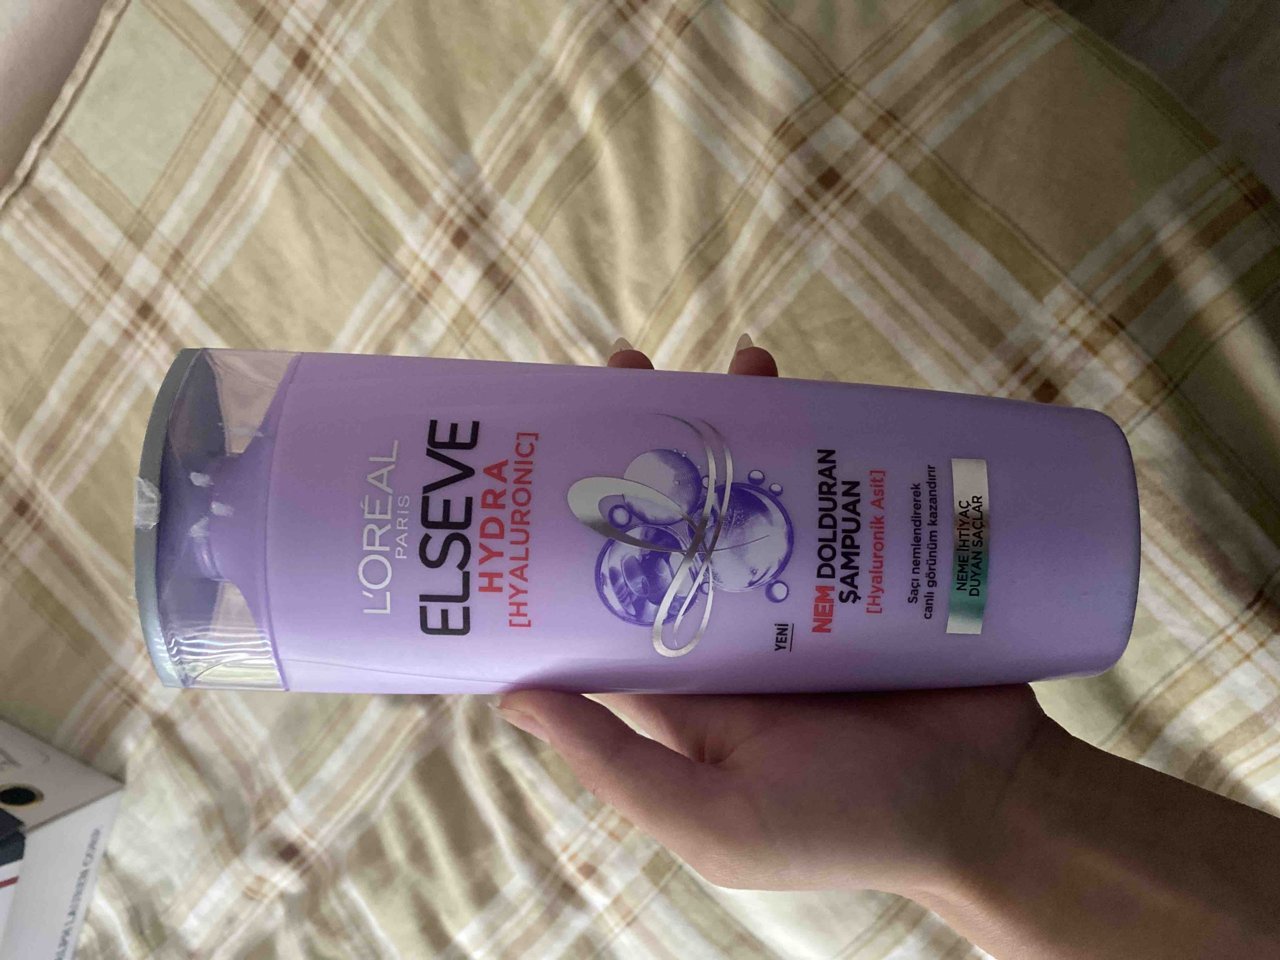 L'ORÉAL
PARIS
ELSEVE
HYDRA
[HYALURONIC]
YENİ
NEM DOLDURAN
ŞAMPUAN
[Hyaluronik Asit]
Saçı nemlendirerek
canlı görünüm kazandırır
NEME İHTİYAÇ
DUYAN SAÇLAR